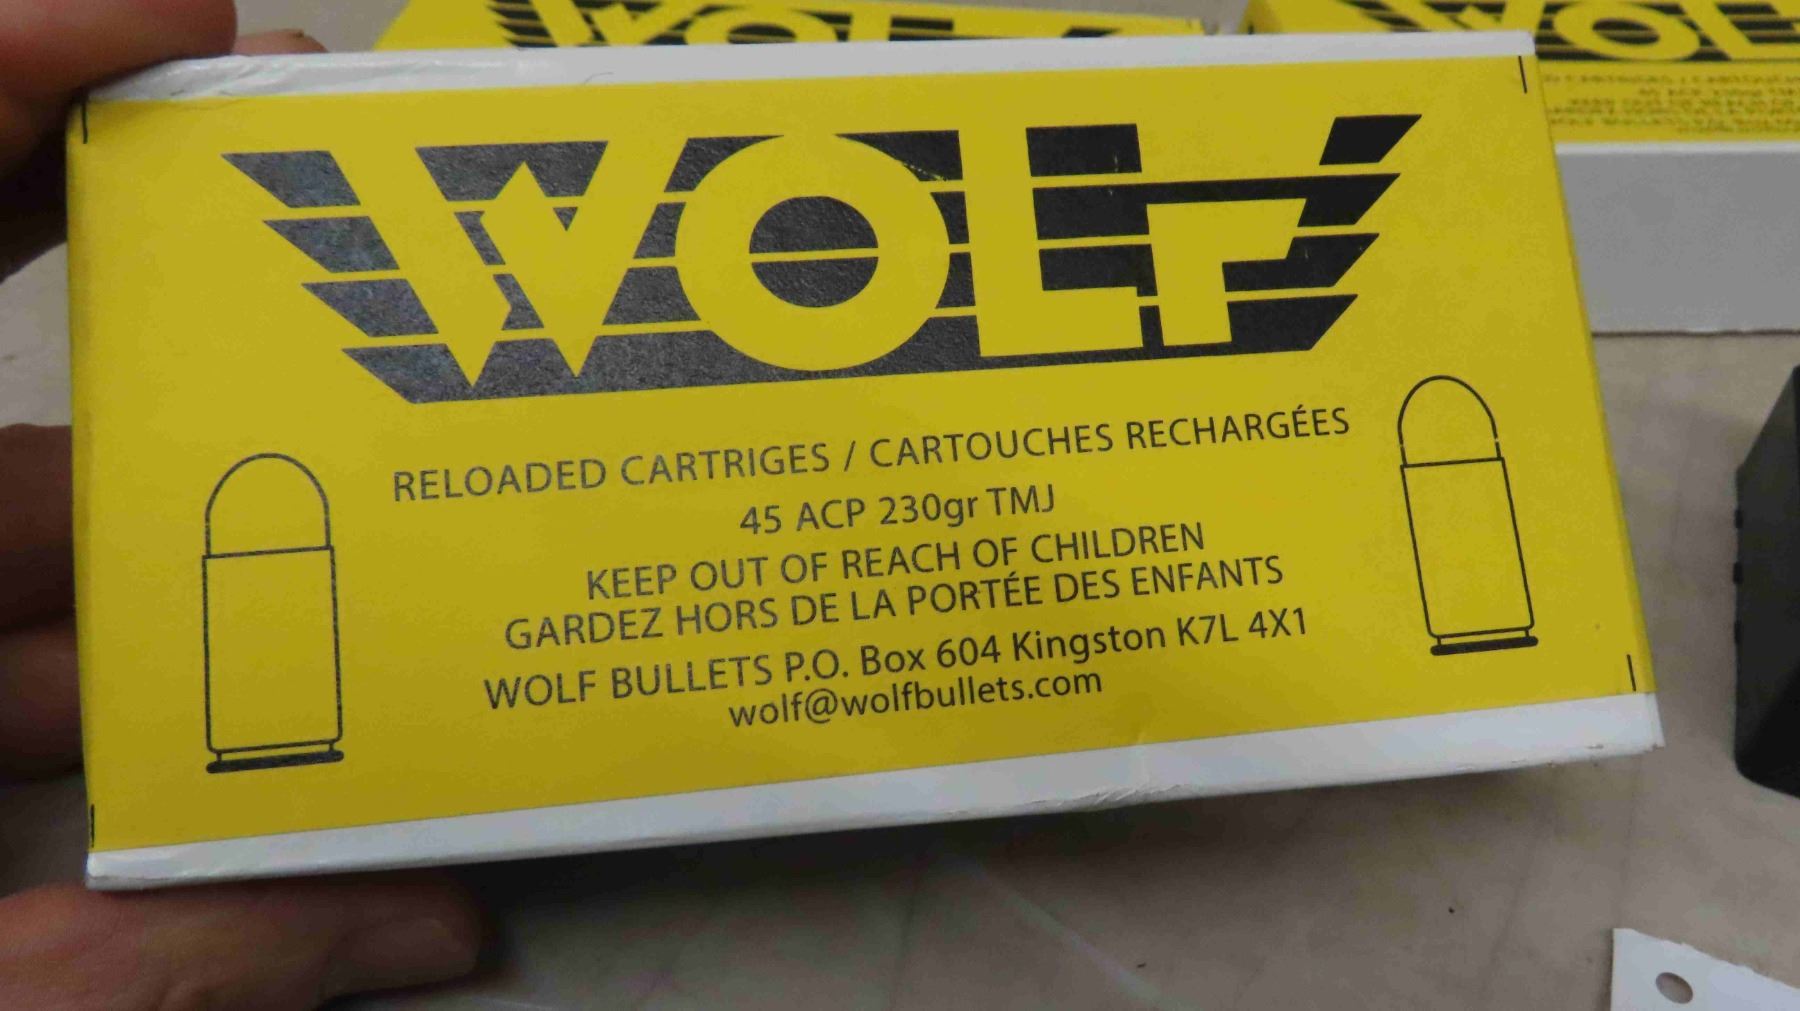 WOLF
RELOADED CARTRIGES / CARTOUCHES RECHARGÉES
45 ACP 230gr TMJ
KEEP OUT OF REACH OF CHILDREN
GARDEZ HORS DE LA PORTÉE DES ENFANTS
WOLF BULLETS P.O. Box 604 Kingston K7L 4X1
wolf@wolfbullets.com